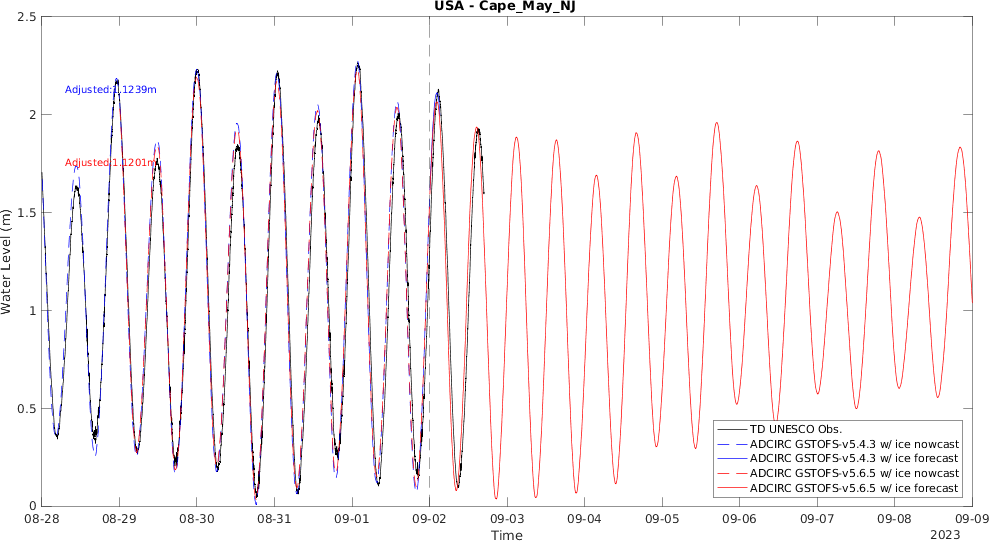 USA - Cape_May_NJ
2.5
2
1.5
1
0.5
0
Water Level (m)
Adjusted:1.1239m
Adjusted:1.1201m
TD UNESCO Obs.
ADCIRC GSTOFS-v5.4.3 w/ ice nowcast
ADCIRC GSTOFS-v5.4.3 w/ ice forecast
ADCIRC GSTOFS-v5.6.5 w/ ice nowcast
ADCIRC GSTOFS-v5.6.5 w/ ice forecast
08-28 08-29 08-30 08-31 09-01 09-02 09-03 09-04 09-05 09-06 09-07 09-08 09-09
Time
2023